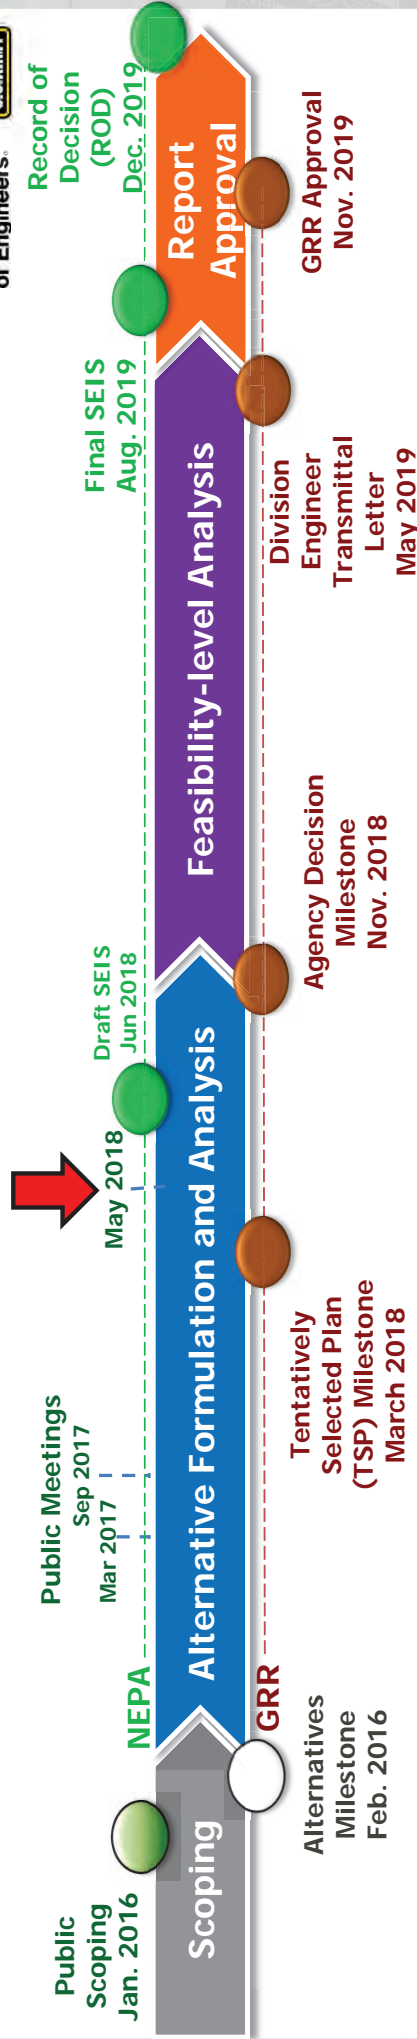 of Engineers®
Public
Scoping
Jan. 2016
Scoping
Alternatives
Milestone
Feb. 2016
NEPA
GRR
Public Meetings
Sep 2017
Mar 2017
Alternative Formulation and Analysis
Tentatively
Selected Plan
(TSP) Milestone
March 2018
May 2018
Draft SEIS
Jun 2018
Agency Decision
Milestone
Nov. 2018
Feasibility-level Analysis
Division
Engineer
Transmittal
Letter
May 2019
Final SEIS
Aug. 2019
Report
Approval
GRR Approval
Nov. 2019
Record of
Decision
(ROD)
Dec. 2019